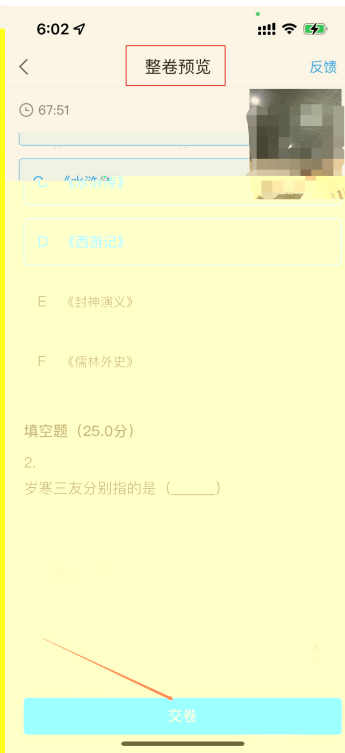 6:02
整卷预览
反馈
67:51
C 《水浒传》
D 《西游记》
E 《封神演义》
F 《儒林外史》
填空题（25.0分）
2.
岁寒三友分别指的是（______）
交卷